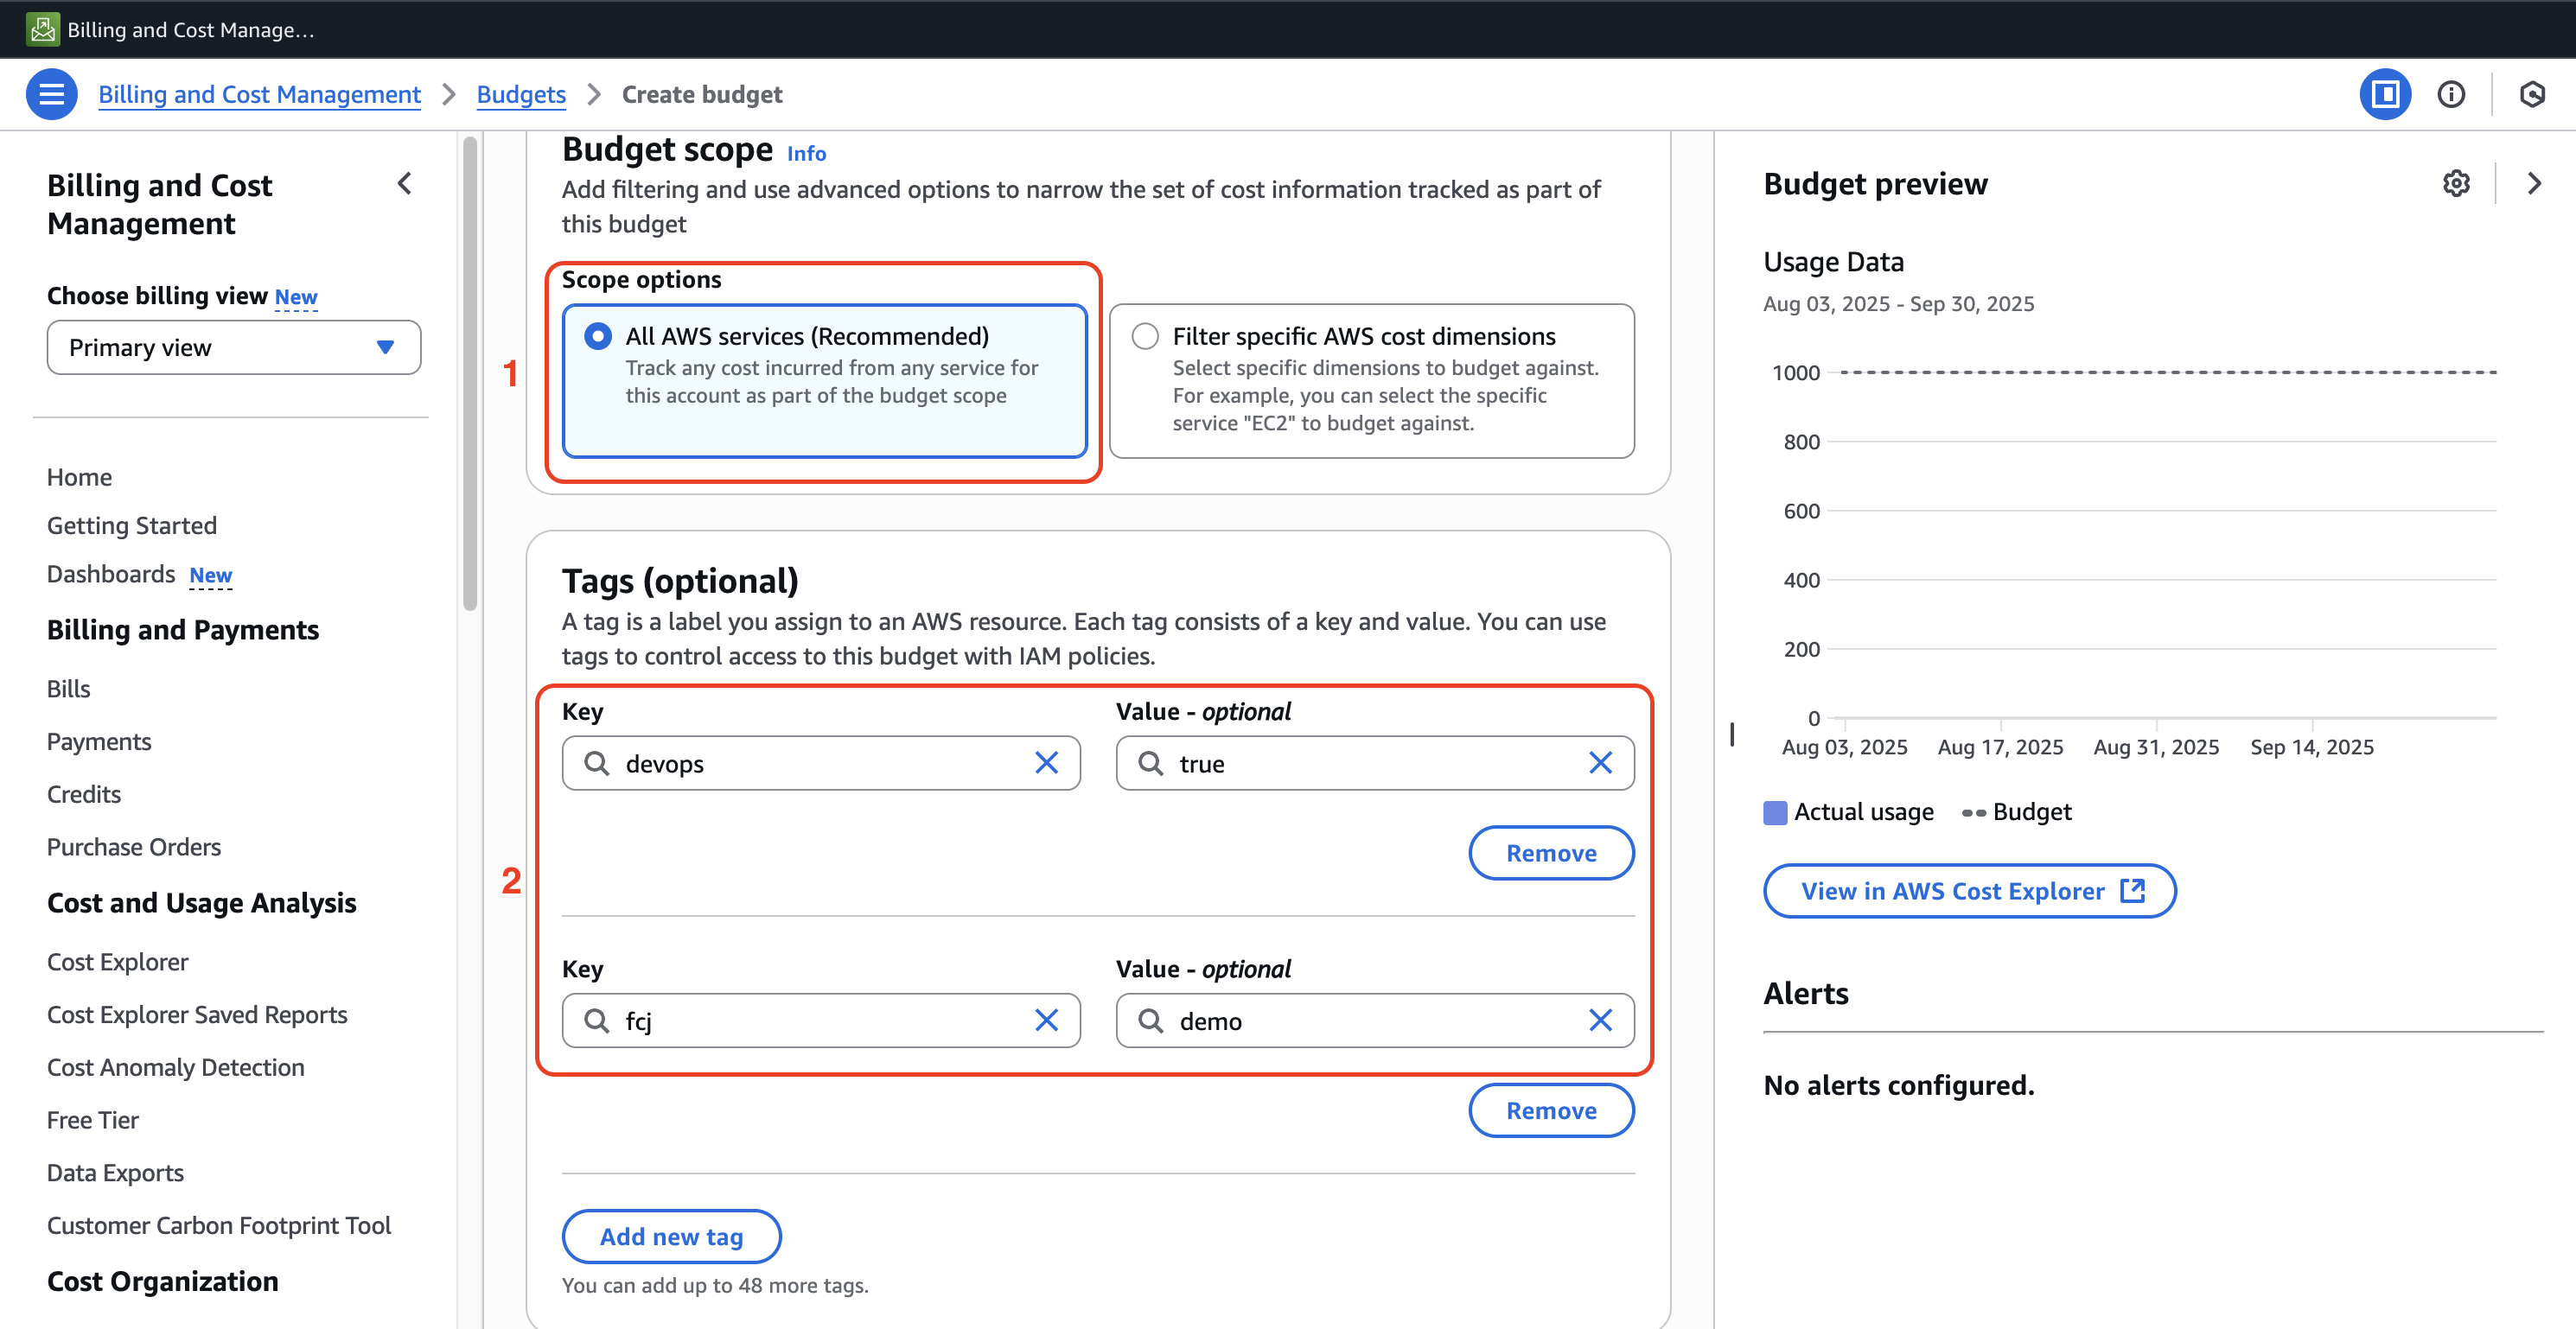 Billing and Cost Manage...
Billing and Cost Management
Budgets
Create budget
Billing and Cost
Management
Choose billing view New
Primary view
Home
Getting Started
Dashboards New
Billing and Payments
Bills
Payments
Credits
Purchase Orders
Cost and Usage Analysis
Cost Explorer
Cost Explorer Saved Reports
Cost Anomaly Detection
Free Tier
Data Exports
Customer Carbon Footprint Tool
Cost Organization
Budget scope Info
Add filtering and use advanced options to narrow the set of cost information tracked as part of
this budget
1
Scope options
All AWS services (Recommended)
Track any cost incurred from any service for
this account as part of the budget scope
Filter specific AWS cost dimensions
Select specific dimensions to budget against.
For example, you can select the specific
service "EC2" to budget against.
Tags (optional)
A tag is a label you assign to an AWS resource. Each tag consists of a key and value. You can use
tags to control access to this budget with IAM policies.
2
Key
Value - optional
devops
true
Remove
Key
Value - optional
fcj
demo
Remove
Add new tag
You can add up to 48 more tags.
Budget preview
Usage Data
Aug 03, 2025 - Sep 30, 2025
1000
800
600
400
200
0
Aug 03, 2025 Aug 17, 2025 Aug 31, 2025 Sep 14, 2025
Actual usage Budget
View in AWS Cost Explorer
Alerts
No alerts configured.